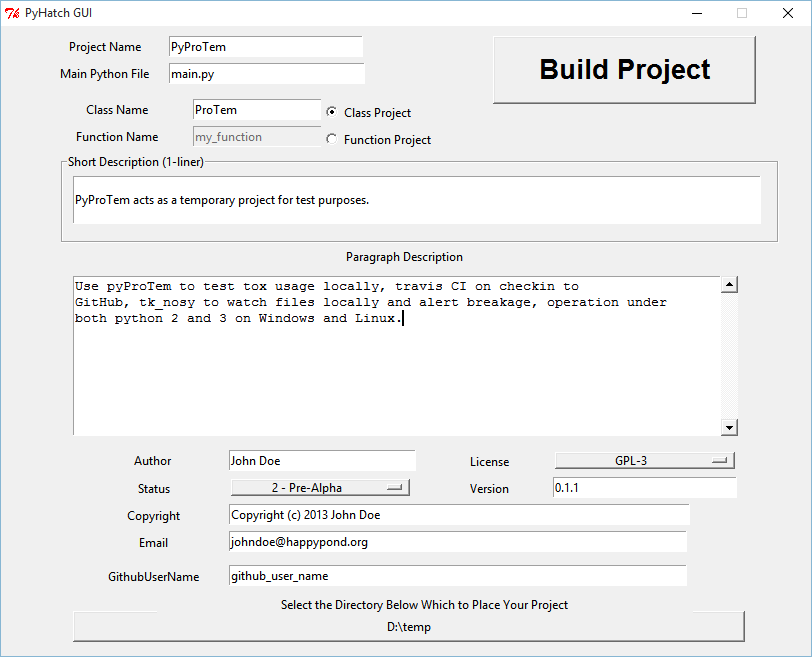 PyHatch GUI
Project Name PyProTem
Build Project
Main Python File main.py
Class Name ProTem Class Project
Function Name my_function Function Project
Short Description (1-liner)
PyProTem acts as a temporary project for test purposes.
Paragraph Description
Use pyProTem to test tox usage locally, travis CI on checkin to
GitHub, tk_nosy to watch files locally and alert breakage, operation under
both python 2 and 3 on Windows and Linux.
Author John Doe License GPL-3
Status 2 - Pre-Alpha Version 0.1.1
Copyright Copyright (c) 2013 John Doe
Email johndoe@happypond.org
GithubUserName github_user_name
Select the Directory Below Which to Place Your Project
D:\temp